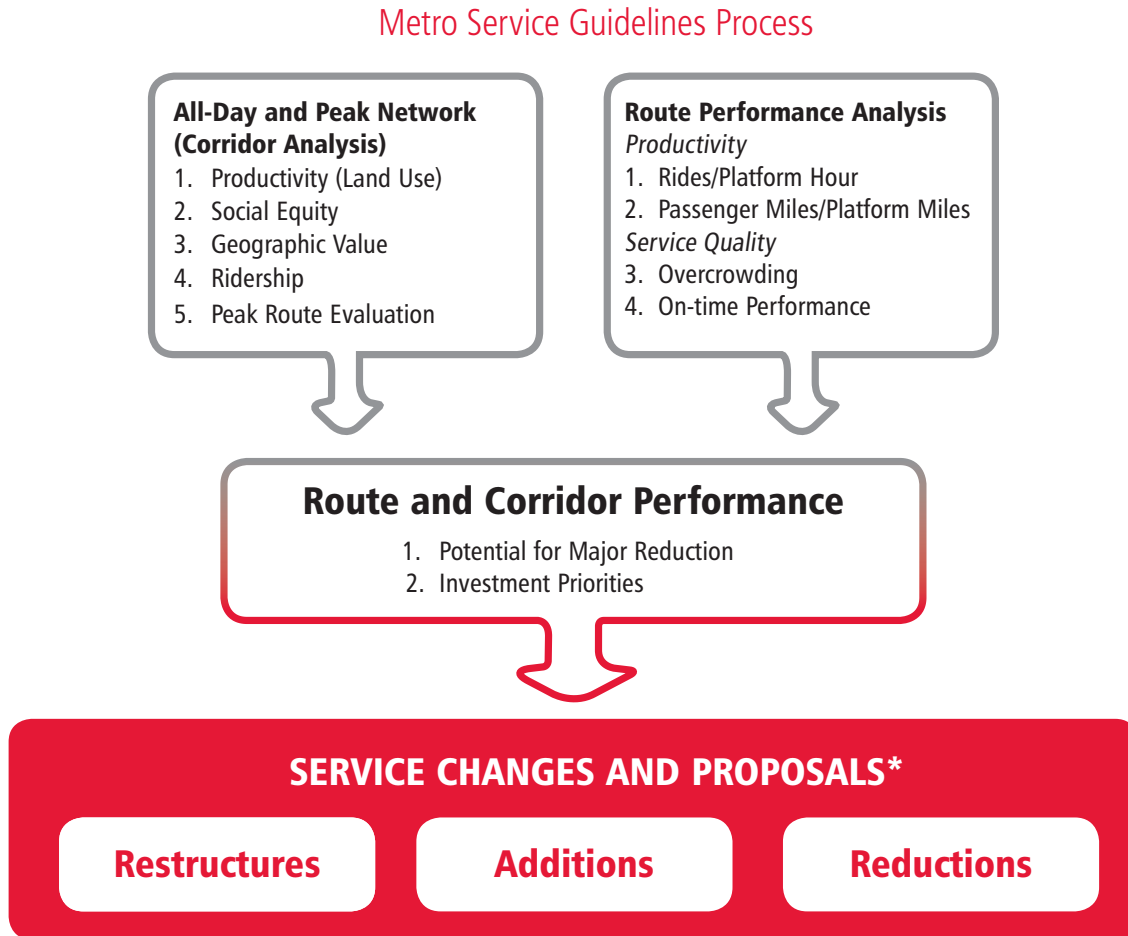 Metro Service Guidelines Process
All-Day and Peak Network
(Corridor Analysis)
1. Productivity (Land Use)
2. Social Equity
3. Geographic Value
4. Ridership
5. Peak Route Evaluation
Route Performance Analysis
Productivity
1. Rides/Platform Hour
2. Passenger Miles/Platform Miles
Service Quality
3. Overcrowding
4. On-time Performance
Route and Corridor Performance
1. Potential for Major Reduction
2. Investment Priorities
SERVICE CHANGES AND PROPOSALS*
Restructures
Additions
Reductions